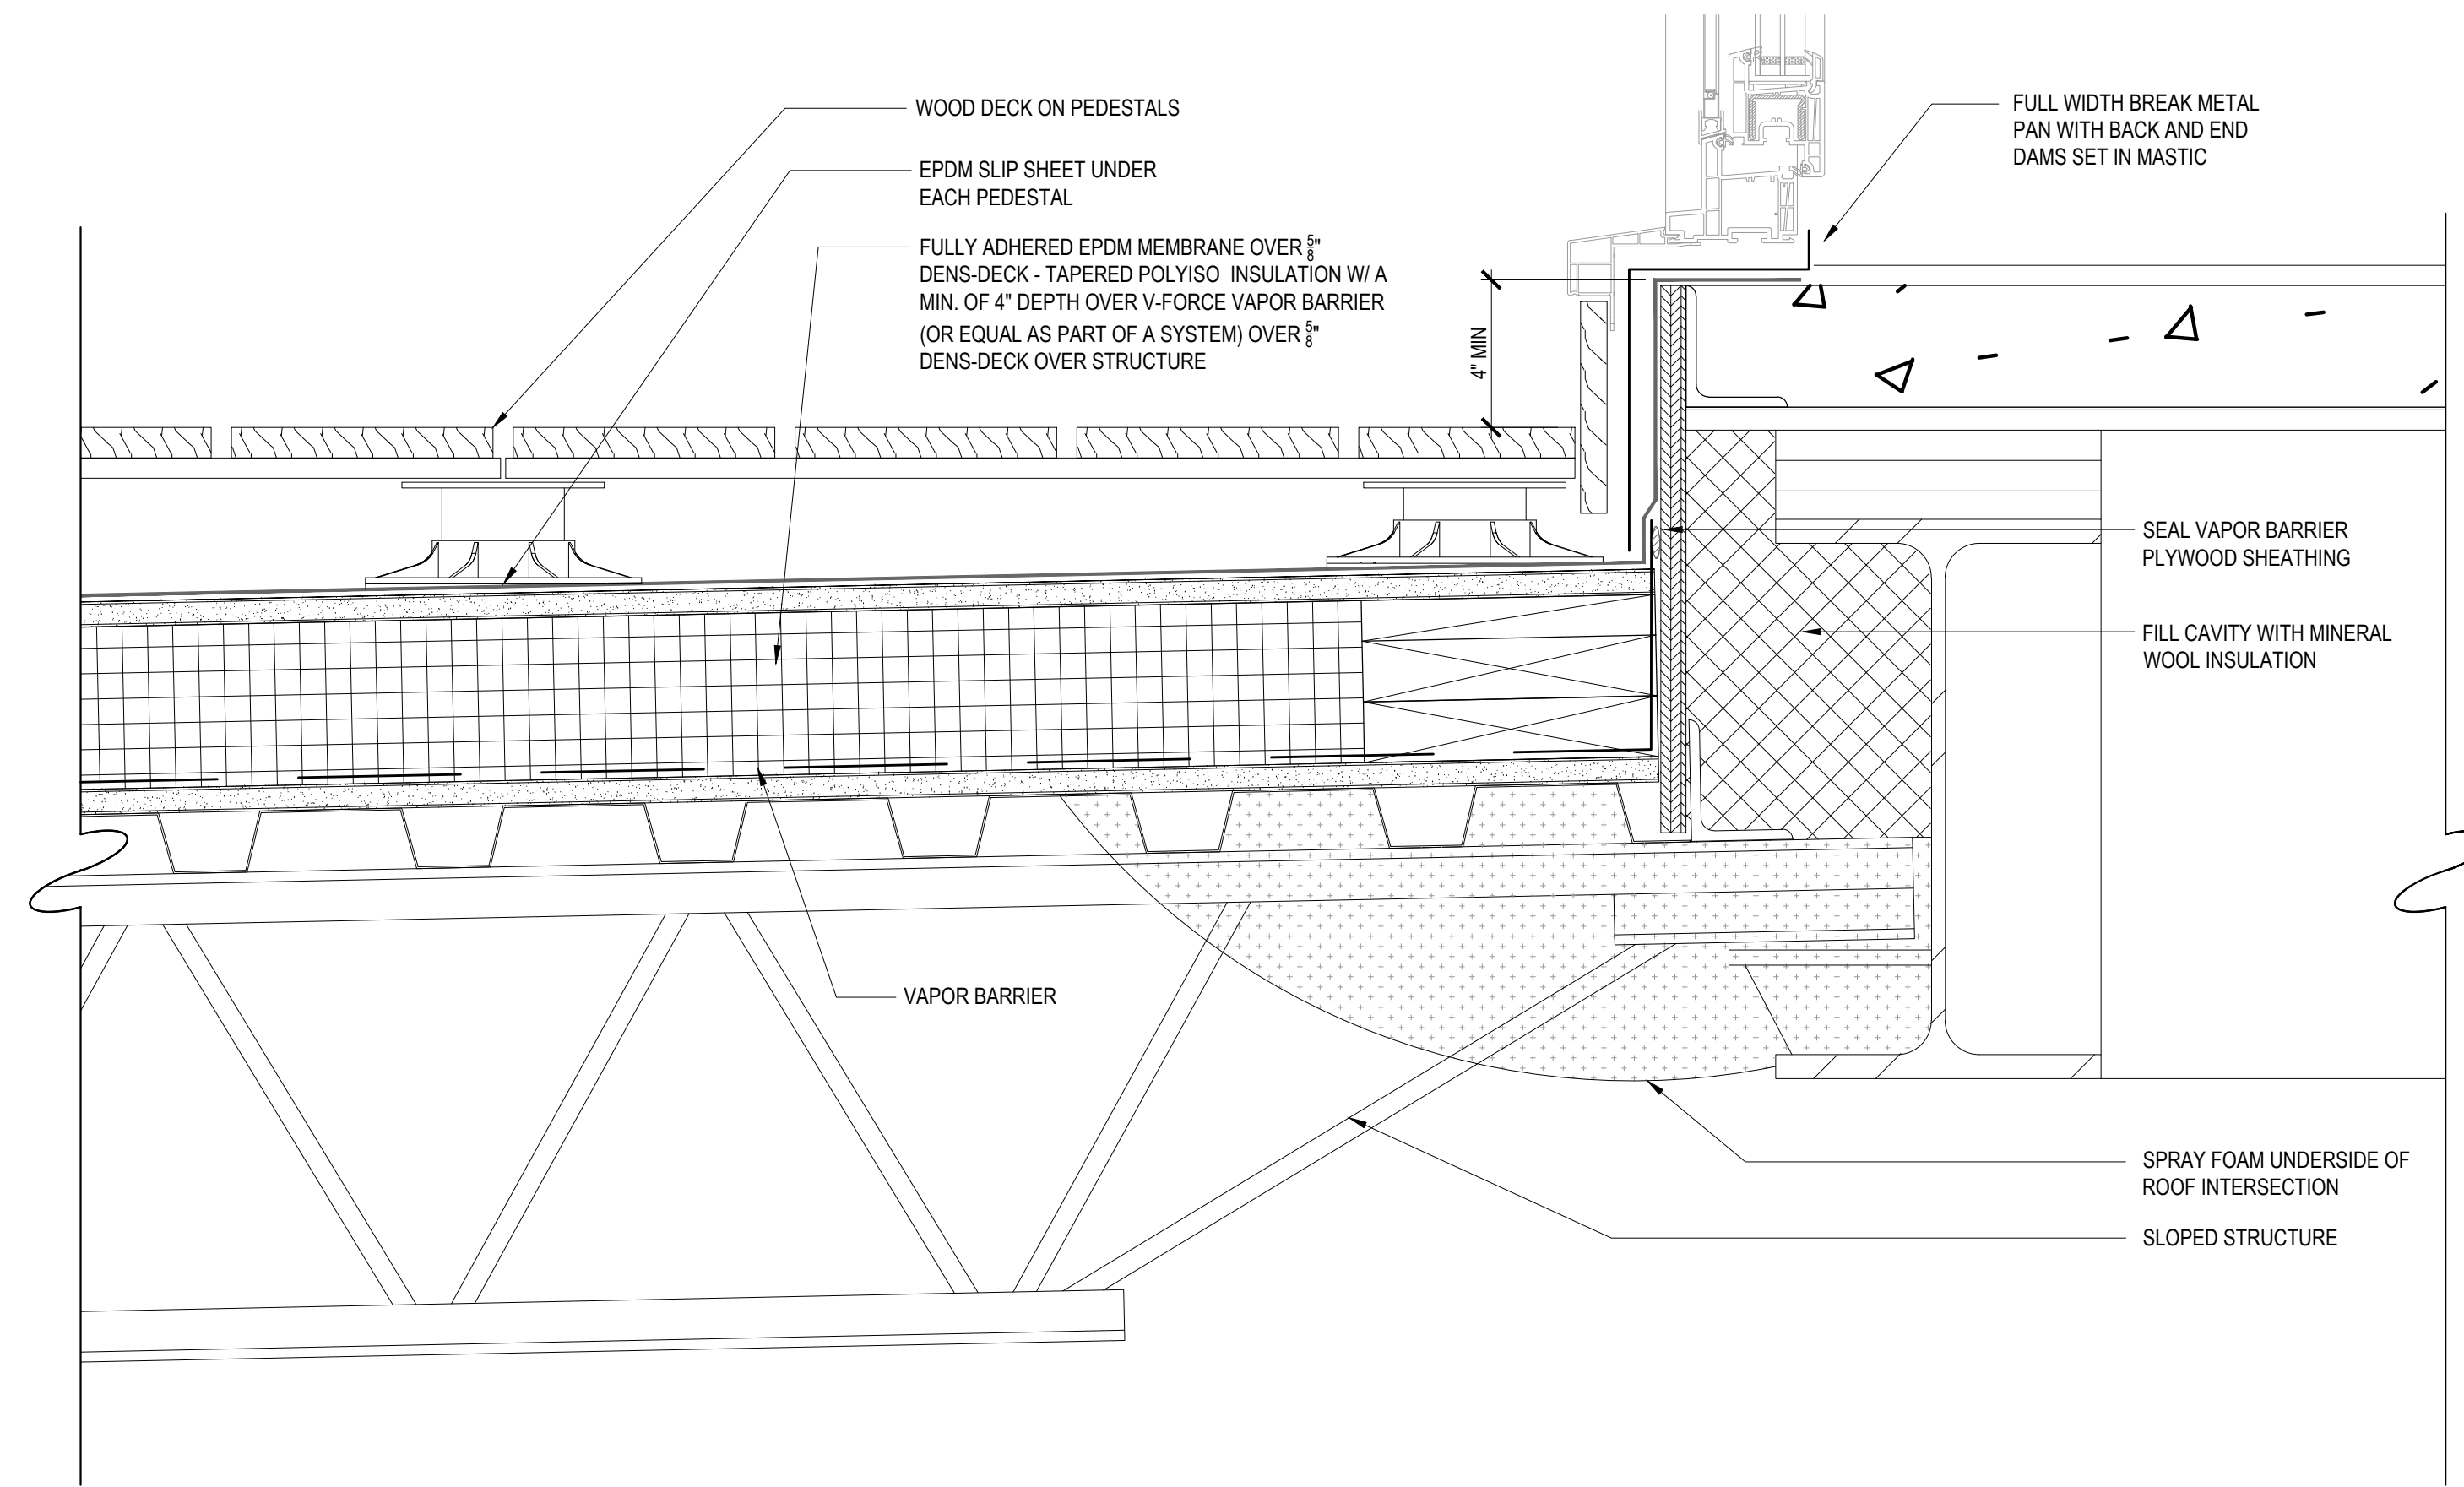 WOOD DECK ON PEDESTALS
EPDM SLIP SHEET UNDER
EACH PEDESTAL
FULLY ADHERED EPDM MEMBRANE OVER 5/8"
DENS-DECK - TAPERED POLYISO INSULATION W/ A
MIN. OF 4" DEPTH OVER V-FORCE VAPOR BARRIER
(OR EQUAL AS PART OF A SYSTEM) OVER 5/8"
DENS-DECK OVER STRUCTURE
4" MIN
FULL WIDTH BREAK METAL
PAN WITH BACK AND END
DAMS SET IN MASTIC
SEAL VAPOR BARRIER
PLYWOOD SHEATHING
FILL CAVITY WITH MINERAL
WOOL INSULATION
VAPOR BARRIER
SPRAY FOAM UNDERSIDE OF
ROOF INTERSECTION
SLOPED STRUCTURE